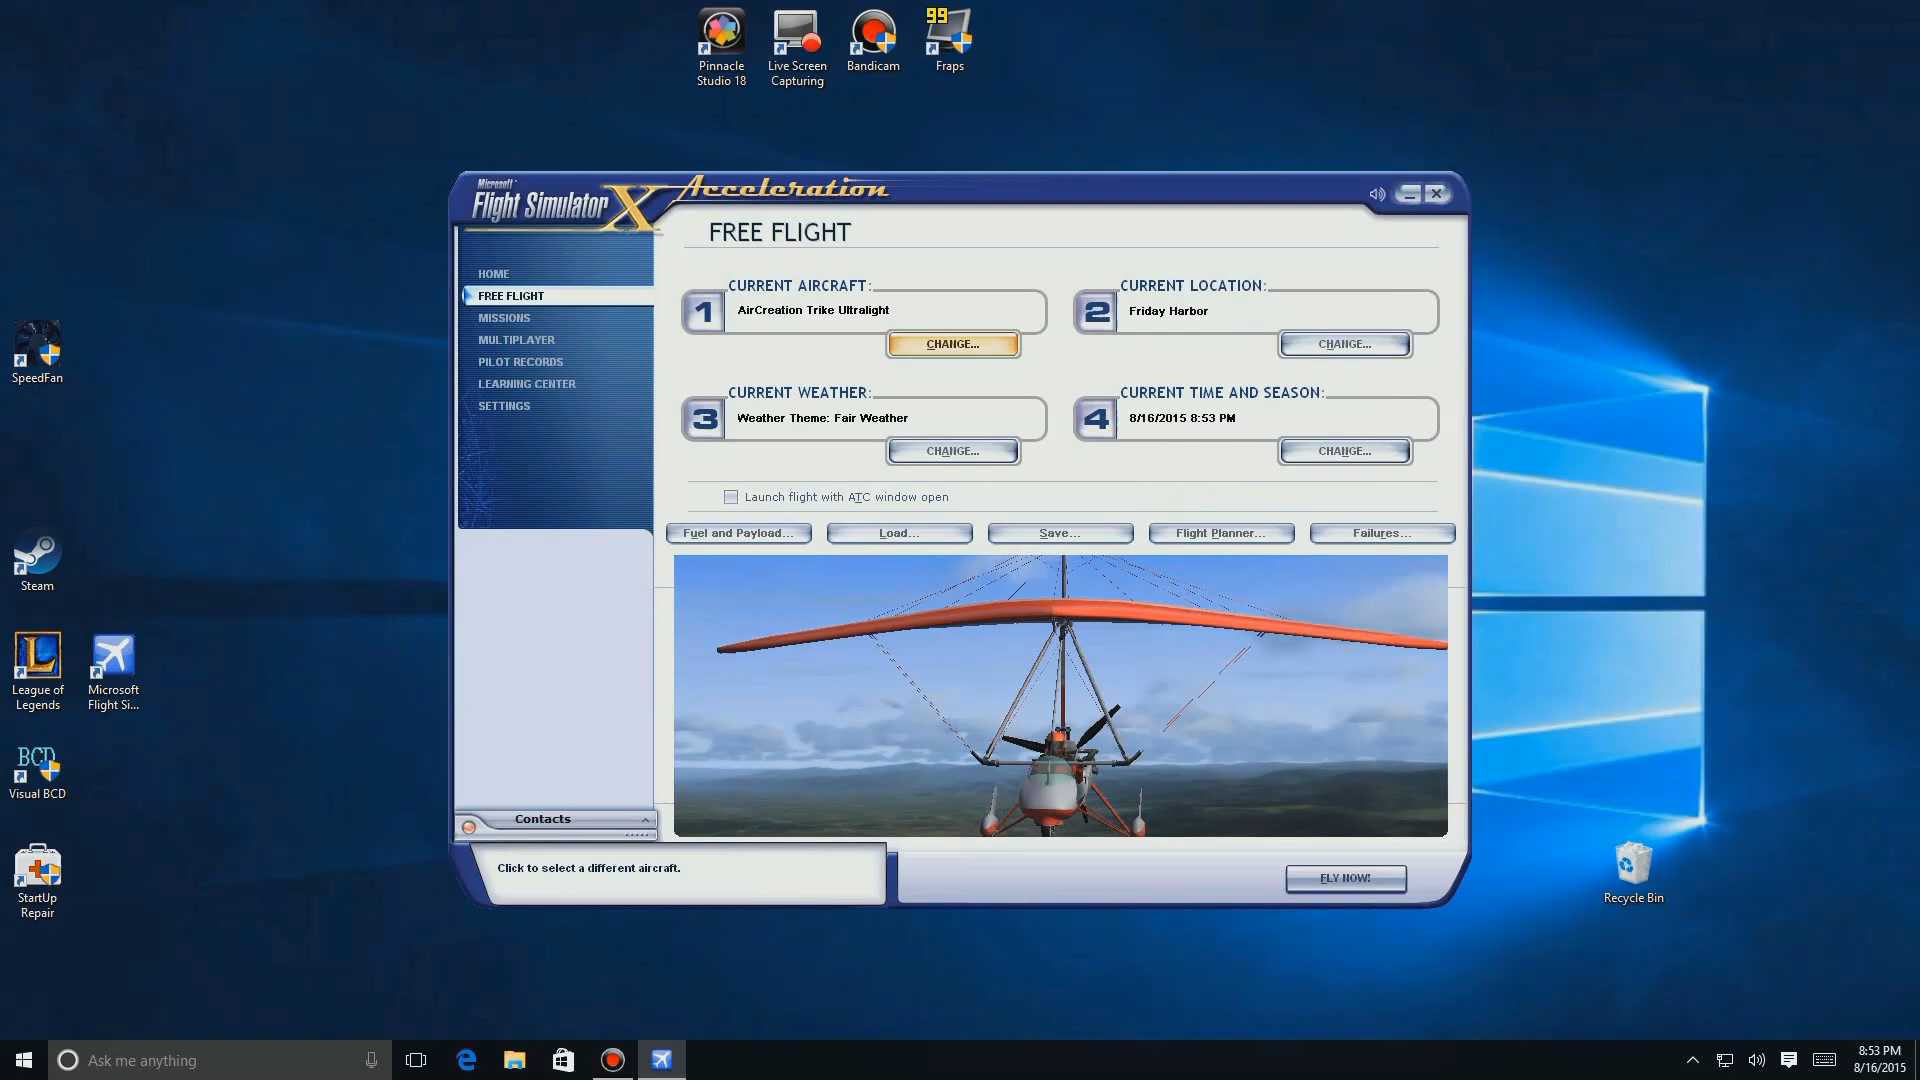 99
Pinnacle
Studio 18
Live Screen
Capturing
Bandicam
Fraps
Microsoft
Flight Simulator X Acceleration
FREE FLIGHT
HOME
FREE FLIGHT
MISSIONS
MULTIPLAYER
PILOT RECORDS
LEARNING CENTER
SETTINGS
CURRENT AIRCRAFT:
1
AirCreation Trike Ultralight
CHANGE...
CURRENT LOCATION:
2
Friday Harbor
CHANGE...
CURRENT WEATHER:
3
Weather Theme: Fair Weather
CHANGE...
CURRENT TIME AND SEASON:
4
8/16/2015 8:53 PM
CHANGE...
Launch flight with ATC window open
Fuel and Payload...
Load...
Save...
Flight Planner...
Failures...
Contacts
Click to select a different aircraft.
FLY NOW!
SpeedFan
Steam
L
League of
Legends
Microsoft
Flight Si...
BCD
Visual BCD
StartUp
Repair
Recycle Bin
Ask me anything
8:53 PM
8/16/2015